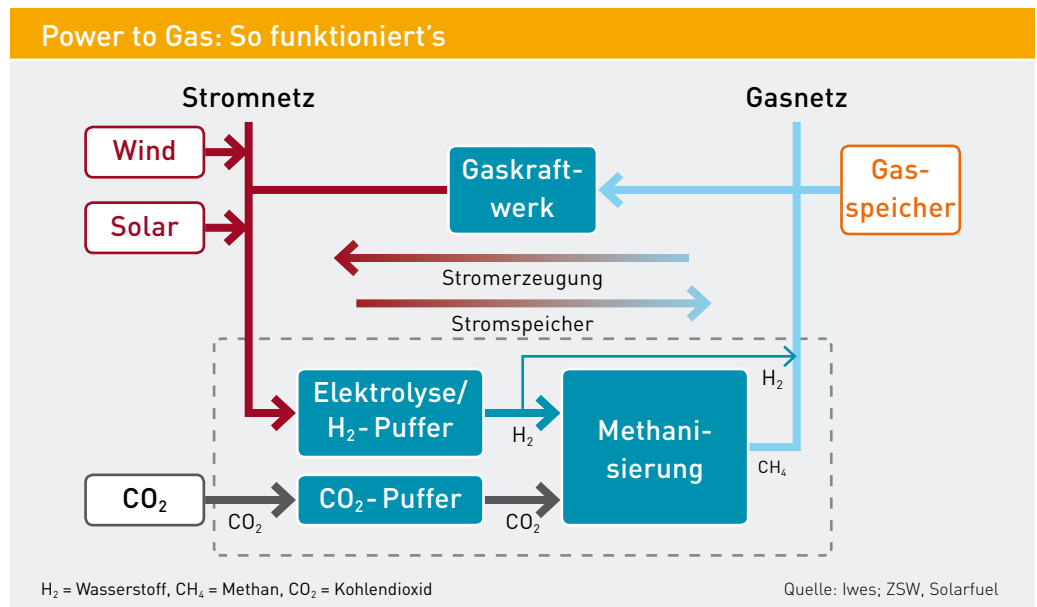 Power to Gas: So funktioniert's
Stromnetz
Gasnetz
Wind
Solar
Gaskraft-
werk
Gas-
speicher
Stromerzeugung
Stromspeicher
Elektrolyse/
H₂- Puffer
H₂
H₂
Methani-
sierung
CH₄
CO₂
CO₂
CO₂- Puffer
CO₂
H₂ = Wasserstoff, CH₄ = Methan, CO₂ = Kohlendioxid
Quelle: Iwes; ZSW, Solarfuel